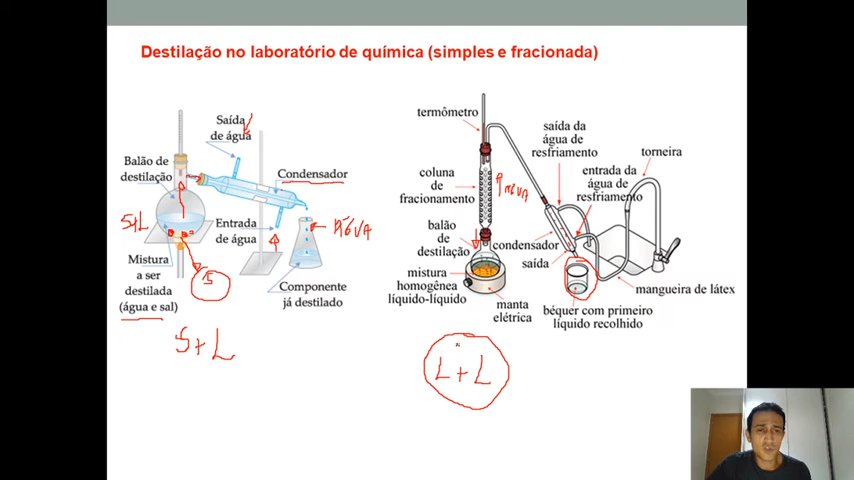 Destilação no laboratório de química (simples e fracionada)
Saída
de água
Balão de
destilação
Condensador
S+L
Entrada
de água
ÁGUA
Mistura
a ser
destilada
(água e sal)
S
Componente
já destilado
S+L
termômetro
saída da
água de
resfriamento
entrada da
água de
resfriamento
torneira
coluna
de
fracionamento
balão
de
destilação
condensador
saída
mistura
homogênea
líquido-líquido
manta
elétrica
mangueira de látex
béquer com primeiro
líquido recolhido
L+L